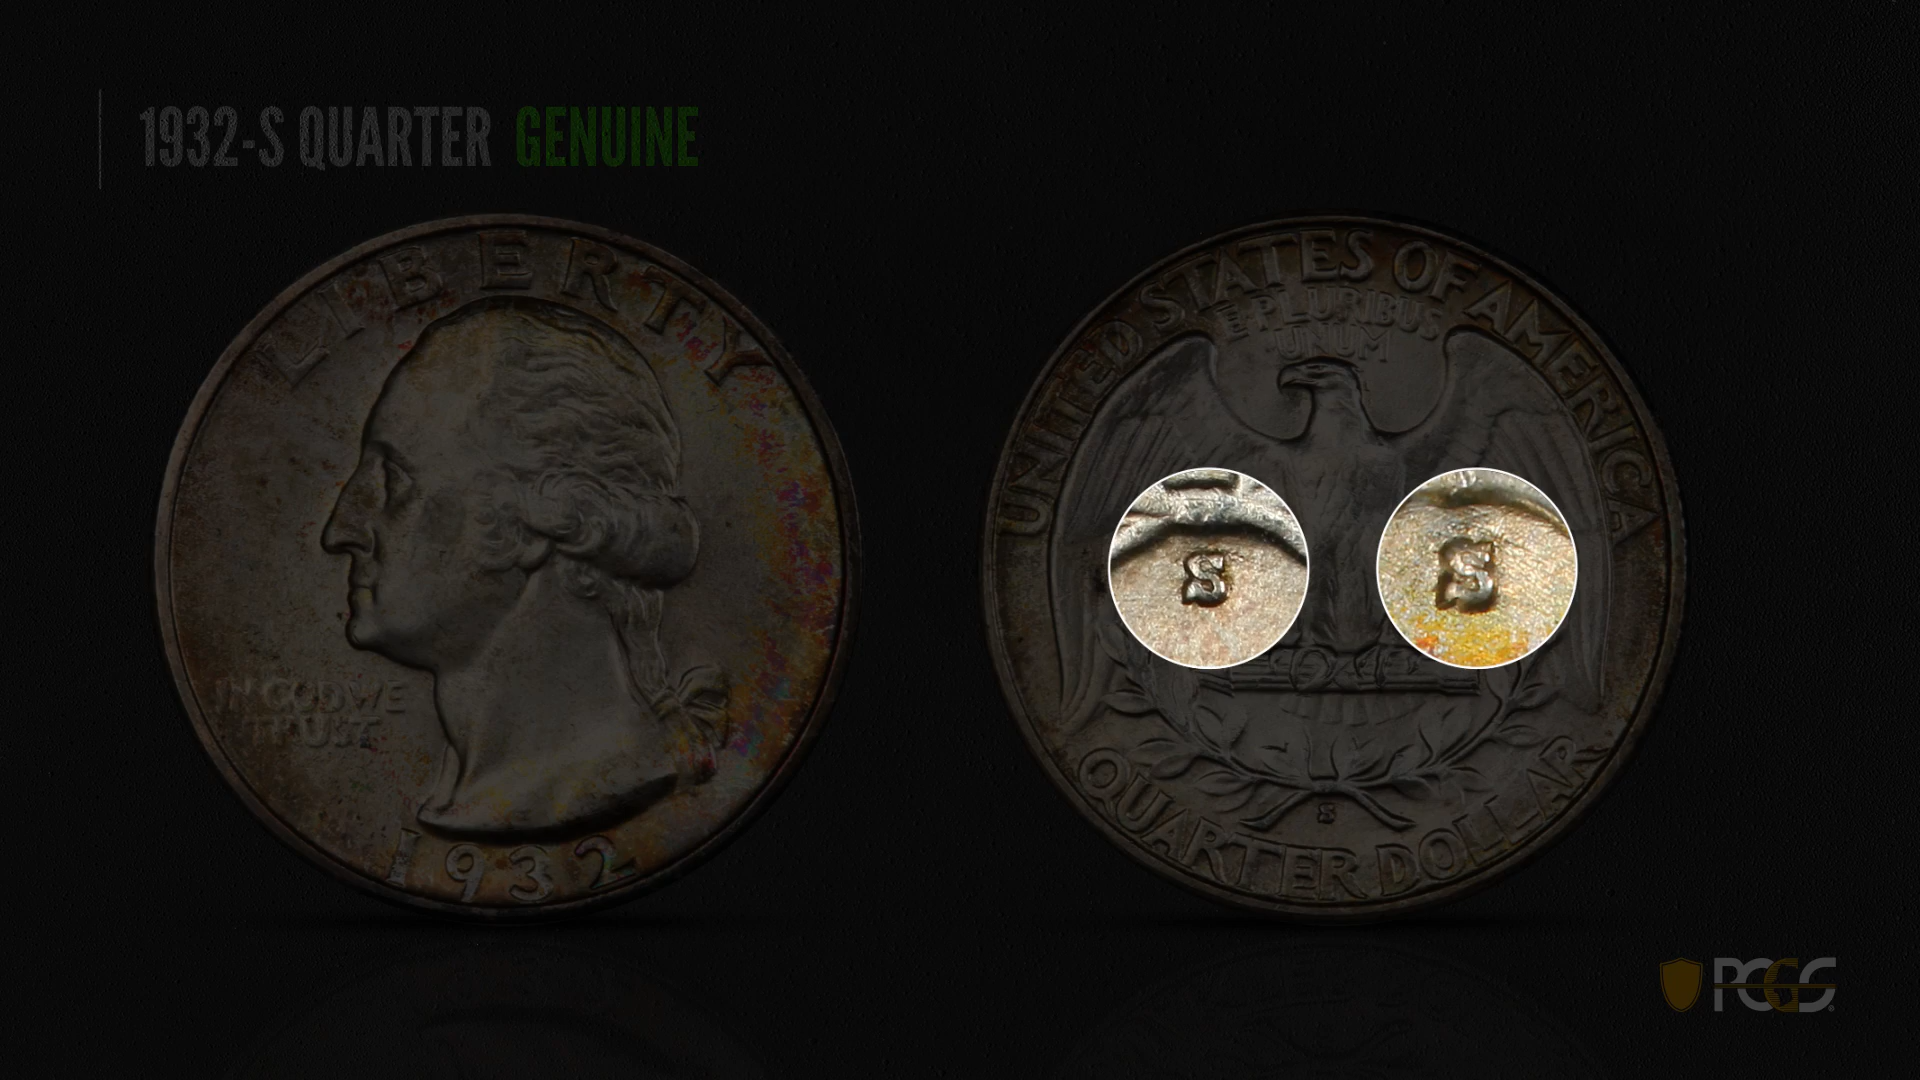 1932-S QUARTER GENUINE
LIBERTY
IN GOD WE
TRUST
1932
UNITED STATES OF AMERICA
E PLURIBUS
UNUM
S
S
S
QUARTER DOLLAR
PCGS